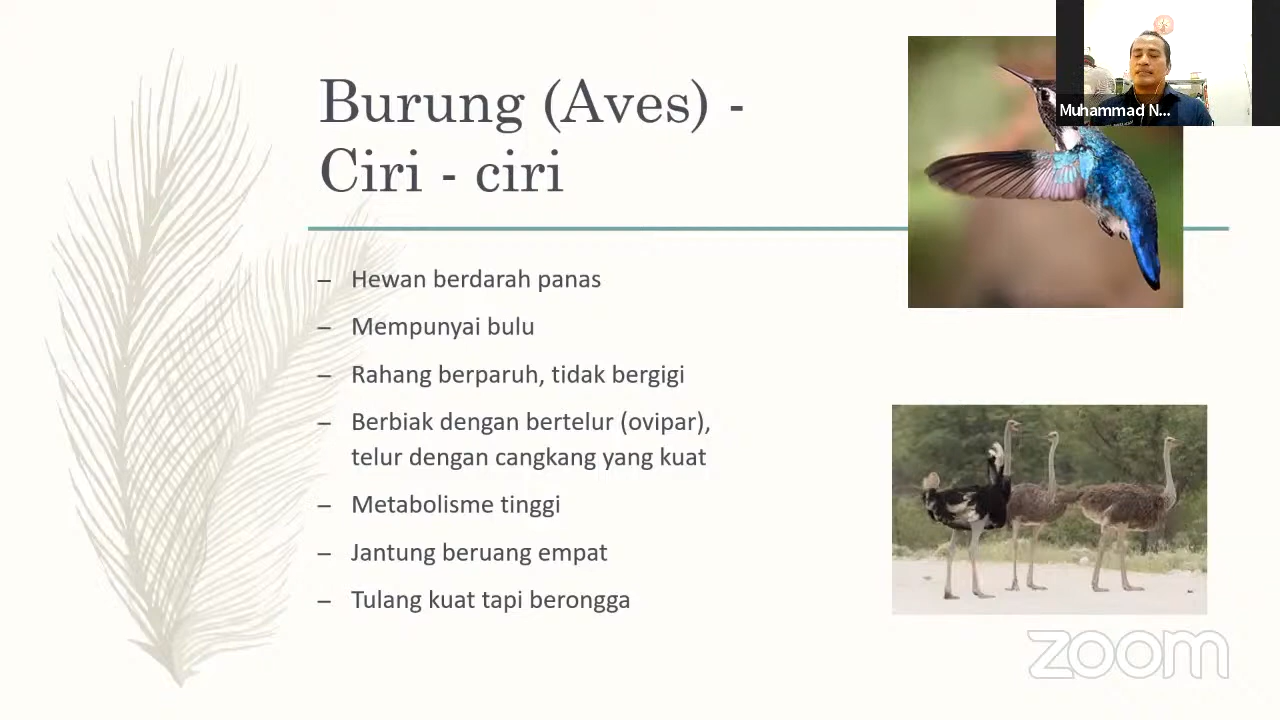 Burung (Aves) -
Ciri - ciri
– Hewan berdarah panas
– Mempunyai bulu
– Rahang berparuh, tidak bergigi
– Berbiak dengan bertelur (ovipar),
telur dengan cangkang yang kuat
– Metabolisme tinggi
– Jantung beruang empat
– Tulang kuat tapi berongga
Muhammad N...
zoom